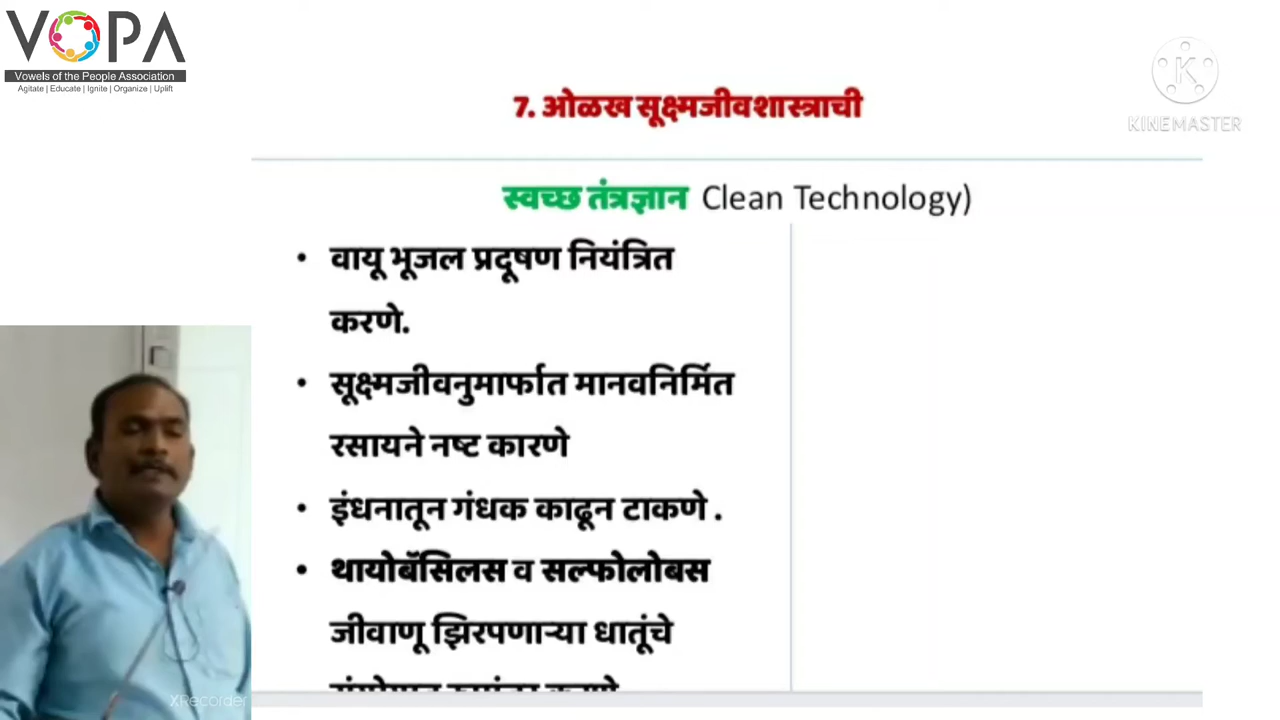 VOPA
Vowels of the People Association
Agitate | Educate | Ignite | Organize | Uplift
K
KINEMASTER
7. ओळख सूक्ष्मजीवशास्त्राची
स्वच्छ तंत्रज्ञान Clean Technology)
• वायू भूजल प्रदूषण नियंत्रित
करणे.
• सूक्ष्मजीवनुमार्फात मानवनिर्मित
रसायने नष्ट कारणे
• इंधनातून गंधक काढून टाकणे .
• थायोबॅसिलस व सल्फोलोबस
जीवाणू झिरपणाऱ्या धातूंचे
XRecorder